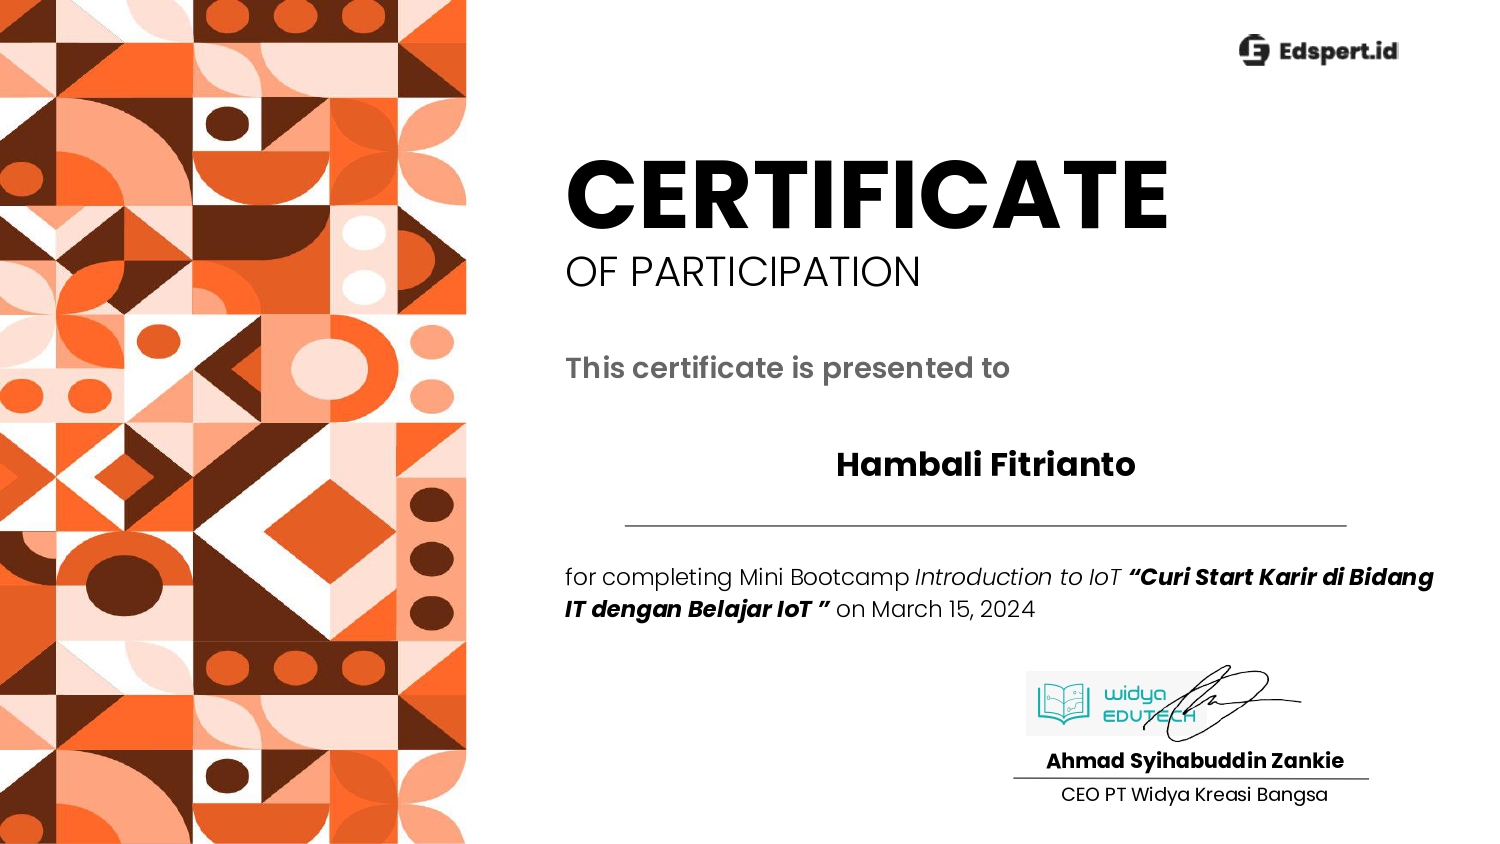 Edspert.id
CERTIFICATE
OF PARTICIPATION
This certificate is presented to
Hambali Fitrianto
for completing Mini Bootcamp Introduction to IoT “Curi Start Karir di Bidang
IT dengan Belajar IoT ” on March 15, 2024
widya
EDUTECH
Ahmad Syihabuddin Zankie
CEO PT Widya Kreasi Bangsa